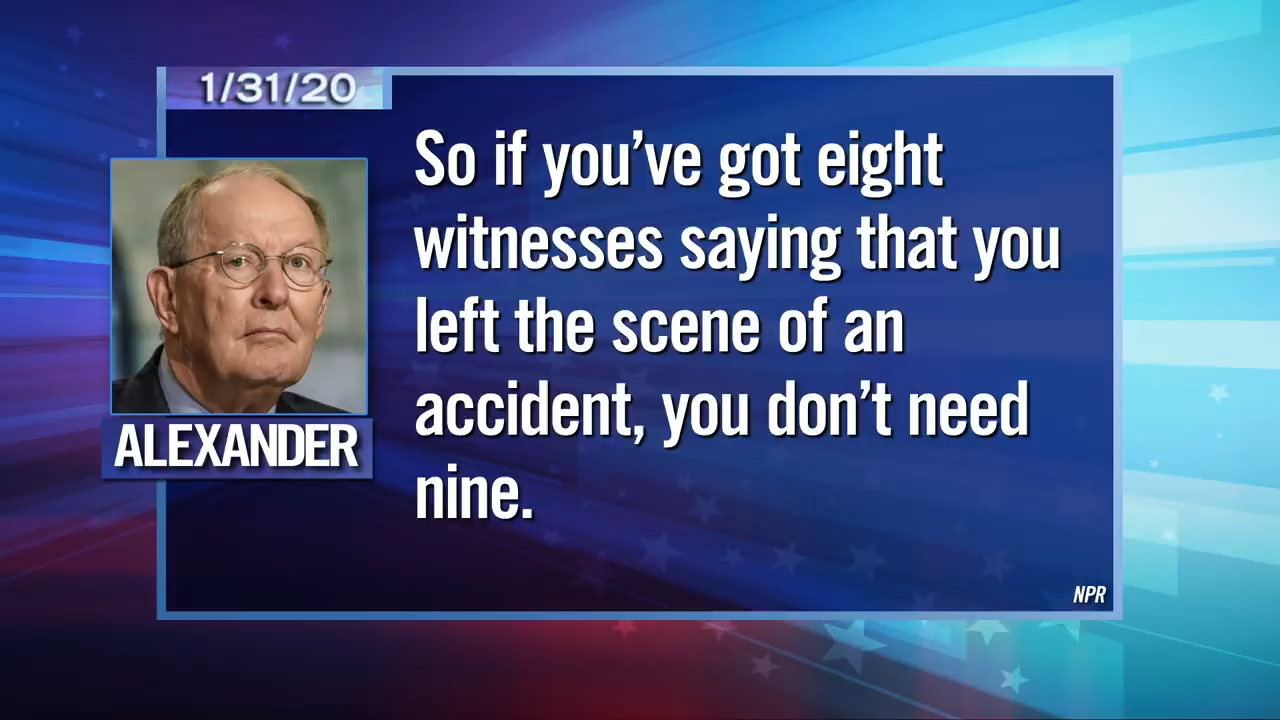 1/31/20
So if you’ve got eight
witnesses saying that you
left the scene of an
accident, you don’t need
nine.
ALEXANDER
NPR